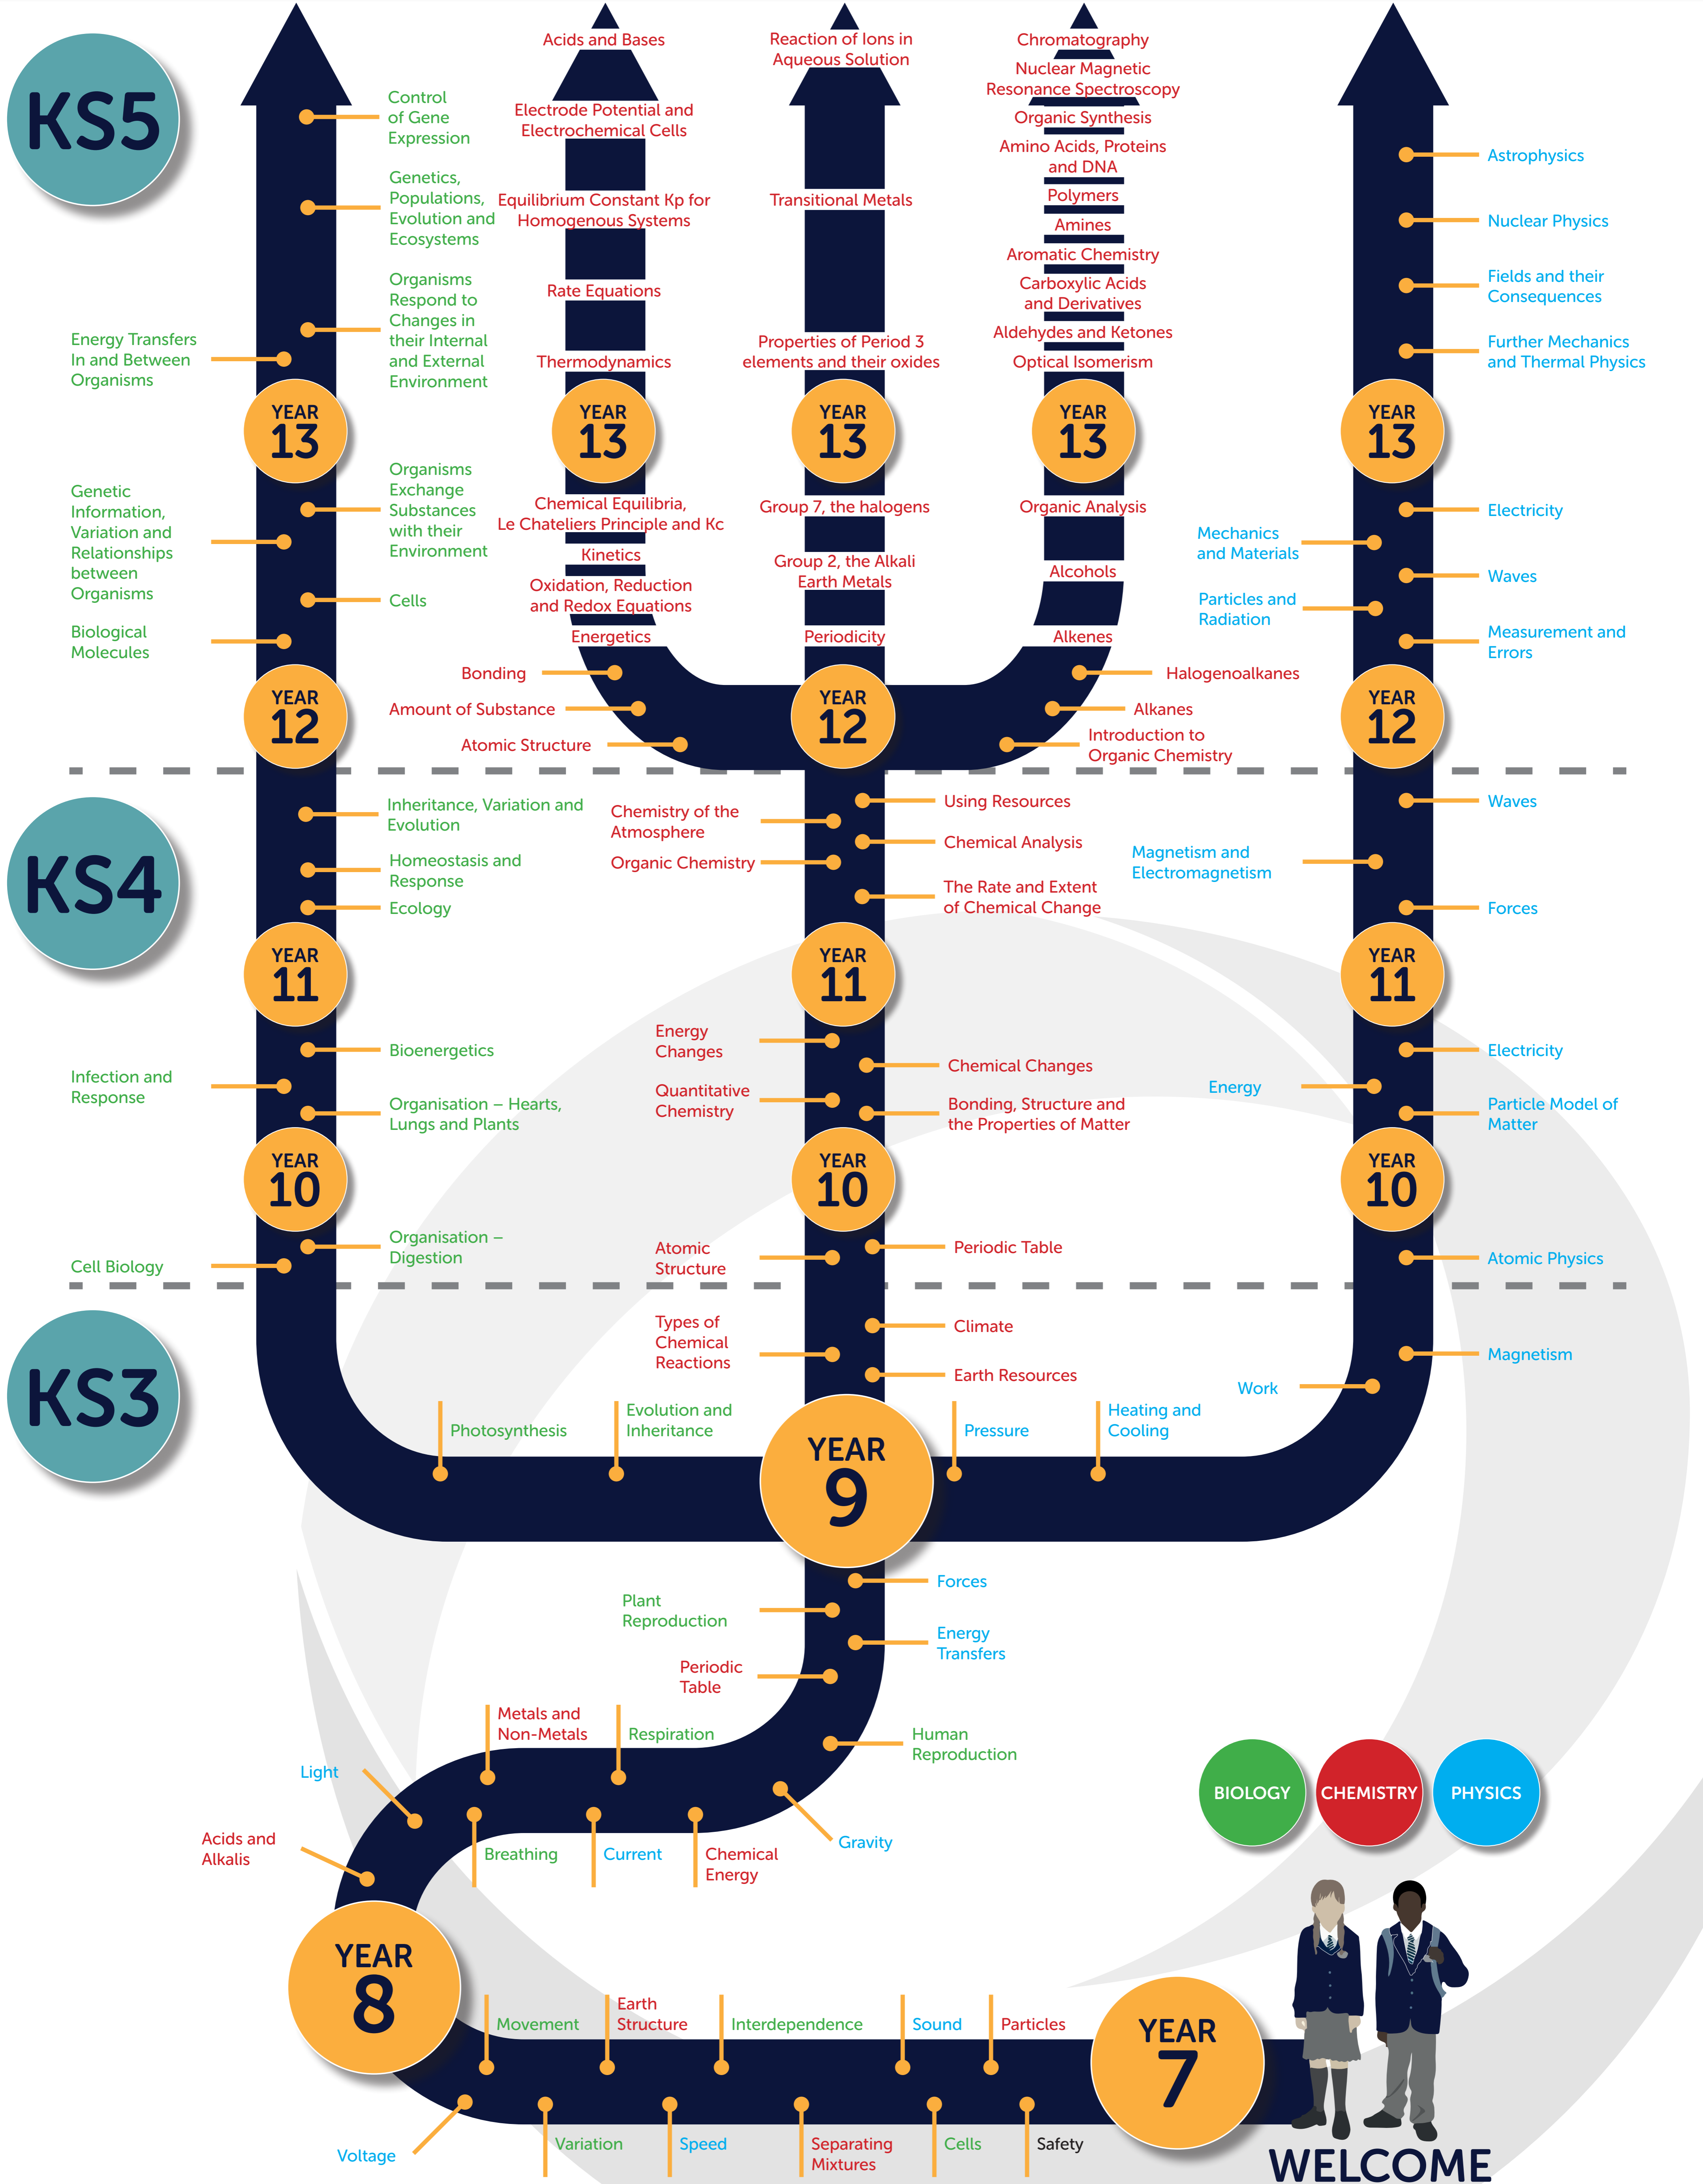 KS5
Acids and Bases
Reaction of Ions in
Aqueous Solution
Chromatography
Nuclear Magnetic
Resonance Spectroscopy
Control
of Gene
Expression
Electrode Potential and
Electrochemical Cells
Organic Synthesis
Amino Acids, Proteins
and DNA
Astrophysics
Genetics,
Populations,
Evolution and
Ecosystems
Equilibrium Constant Kp for
Homogenous Systems
Transitional Metals
Polymers
Amines
Nuclear Physics
Aromatic Chemistry
Carboxylic Acids
and Derivatives
Fields and their
Consequences
Organisms
Respond to
Changes in
their Internal
and External
Environment
Rate Equations
Energy Transfers
In and Between
Organisms
Thermodynamics
Properties of Period 3
elements and their oxides
Aldehydes and Ketones
Optical Isomerism
Further Mechanics
and Thermal Physics
YEAR
13
YEAR
13
YEAR
13
YEAR
13
YEAR
13
Genetic
Information,
Variation and
Relationships
between
Organisms
Organisms
Exchange
Substances
with their
Environment
Chemical Equilibria,
Le Chateliers Principle and Kc
Group 7, the halogens
Organic Analysis
Electricity
Mechanics
and Materials
Kinetics
Group 2, the Alkali
Earth Metals
Alcohols
Waves
Oxidation, Reduction
and Redox Equations
Cells
Particles and
Radiation
Biological
Molecules
Energetics
Periodicity
Alkenes
Measurement and
Errors
Bonding
Halogenoalkanes
Amount of Substance
Alkanes
Atomic Structure
Introduction to
Organic Chemistry
YEAR
12
YEAR
12
YEAR
12
KS4
Inheritance, Variation and
Evolution
Chemistry of the
Atmosphere
Using Resources
Waves
Homeostasis and
Response
Organic Chemistry
Chemical Analysis
Magnetism and
Electromagnetism
Ecology
The Rate and Extent
of Chemical Change
Forces
YEAR
11
YEAR
11
YEAR
11
Bioenergetics
Energy
Changes
Chemical Changes
Electricity
Infection and
Response
Energy
Organisation – Hearts,
Lungs and Plants
Quantitative
Chemistry
Bonding, Structure and
the Properties of Matter
Particle Model of
Matter
YEAR
10
YEAR
10
YEAR
10
Cell Biology
Organisation –
Digestion
Atomic
Structure
Periodic Table
Atomic Physics
KS3
Types of
Chemical
Reactions
Climate
Earth Resources
Magnetism
Work
Photosynthesis
Evolution and
Inheritance
Pressure
Heating and
Cooling
YEAR
9
Forces
Plant
Reproduction
Energy
Transfers
Periodic
Table
Metals and
Non-Metals
Respiration
Human
Reproduction
Light
Gravity
Acids and
Alkalis
Breathing
Current
Chemical
Energy
BIOLOGY
CHEMISTRY
PHYSICS
YEAR
8
Movement
Earth
Structure
Interdependence
Sound
Particles
YEAR
7
Voltage
Variation
Speed
Separating
Mixtures
Cells
Safety
WELCOME